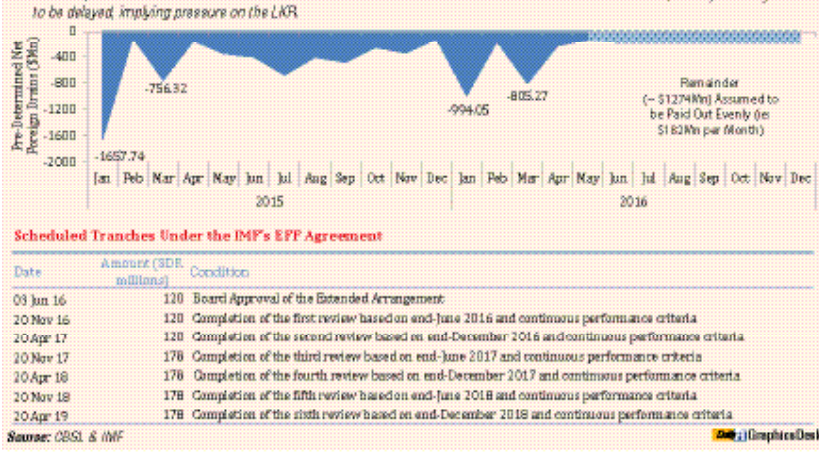 to be delayed, implying pressure on the LKR.
Pre-Determined Net
Foreign Drains ($Mn)
0
-400
-800
-1200
-1600
-2000
-1657.74
-756.32
-994.05
-805.27
Remainder
(~ $1274Mn) Assumed to
be Paid Out Evenly (ie
$182Mn per Month)
Jan Feb Mar Apr May Jun Jul Aug Sep Oct Nov Dec Jan Feb Mar Apr May Jun Jul Aug Sep Oct Nov Dec
2015 2016
Scheduled Tranches Under the IMF's EFF Agreement
Date Amount (SDR millions) Condition
03 Jun 16 120 Board Approval of the Extended Arrangement
20 Nov 16 120 Completion of the first review based on end-June 2016 and continuous performance criteria
20 Apr 17 120 Completion of the second review based on end-December 2016 and continuous performance criteria
20 Nov 17 178 Completion of the third review based on end-June 2017 and continuous performance criteria
20 Apr 18 178 Completion of the fourth review based on end-December 2017 and continuous performance criteria
20 Nov 18 178 Completion of the fifth review based on end-June 2018 and continuous performance criteria
20 Apr 19 178 Completion of the sixth review based on end-December 2018 and continuous performance criteria
Source: CBSL & IMF
GraphicsDesk